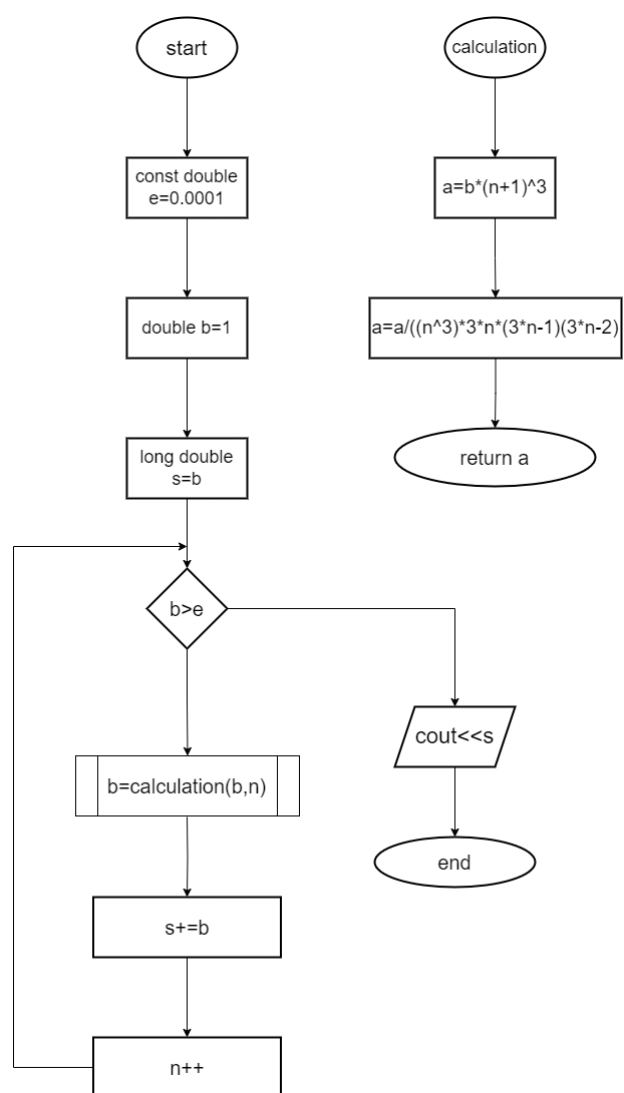 start
const double
e=0.0001
double b=1
long double
s=b
b>e
b=calculation(b,n)
s+=b
n++
cout<<s
end
calculation
a=b*(n+1)^3
a=a/((n^3)*3*n*(3*n-1)(3*n-2)
return a